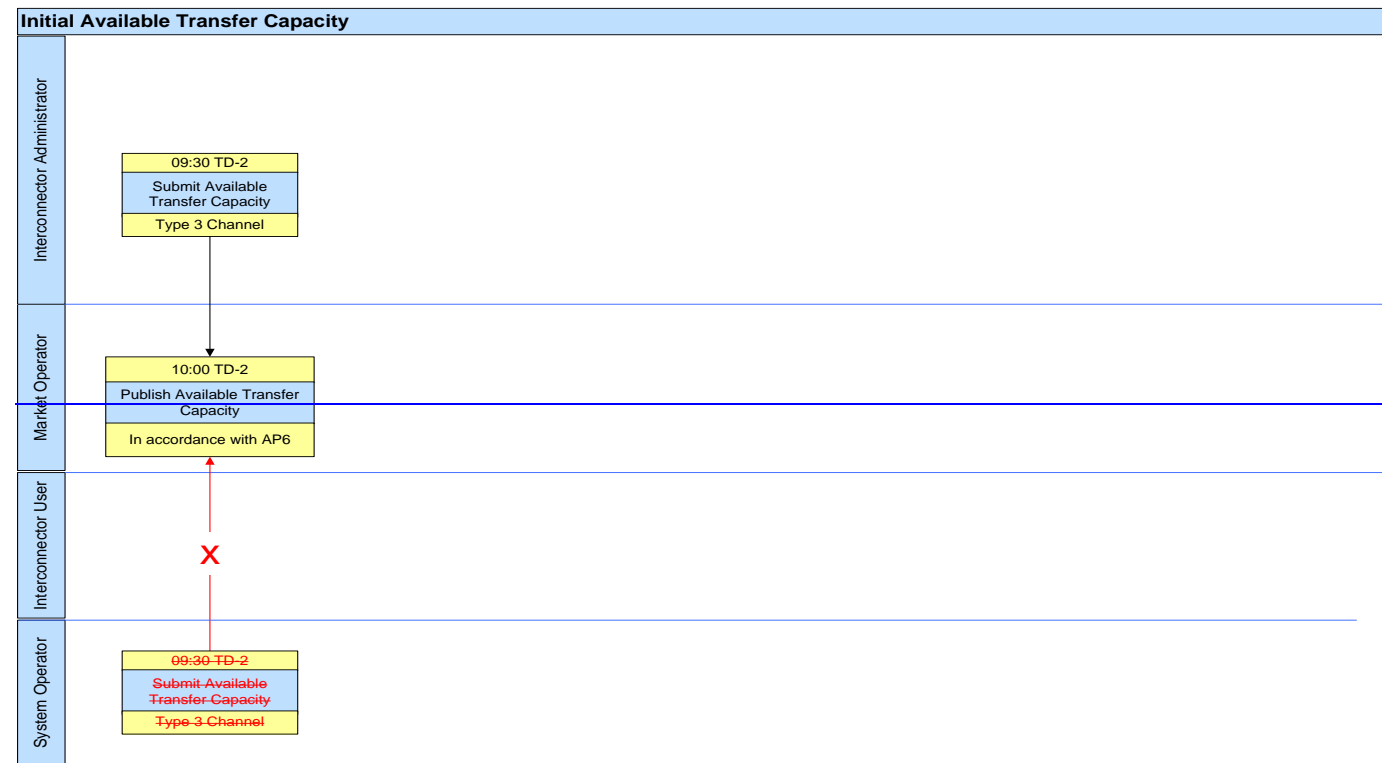 Initial Available Transfer Capacity
Interconnector Administrator
09:30 TD-2
Submit Available
Transfer Capacity
Type 3 Channel
Market Operator
10:00 TD-2
Publish Available Transfer
Capacity
In accordance with AP6
Interconnector User
X
System Operator
09:30 TD-2
Submit Available
Transfer Capacity
Type 3 Channel